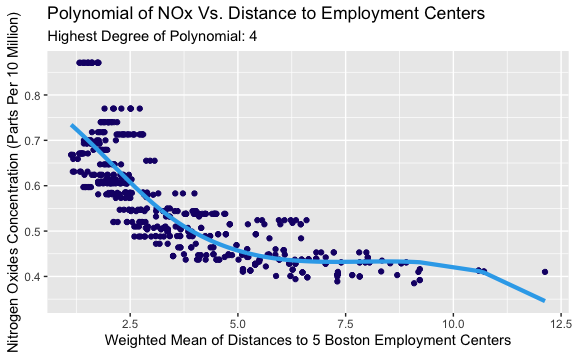 Polynomial of NOx Vs. Distance to Employment Centers
Highest Degree of Polynomial: 4
Nitrogen Oxides Concentration (Parts Per 10 Million)
0.8
0.7
0.6
0.5
0.4
2.5
5.0
7.5
10.0
12.5
Weighted Mean of Distances to 5 Boston Employment Centers